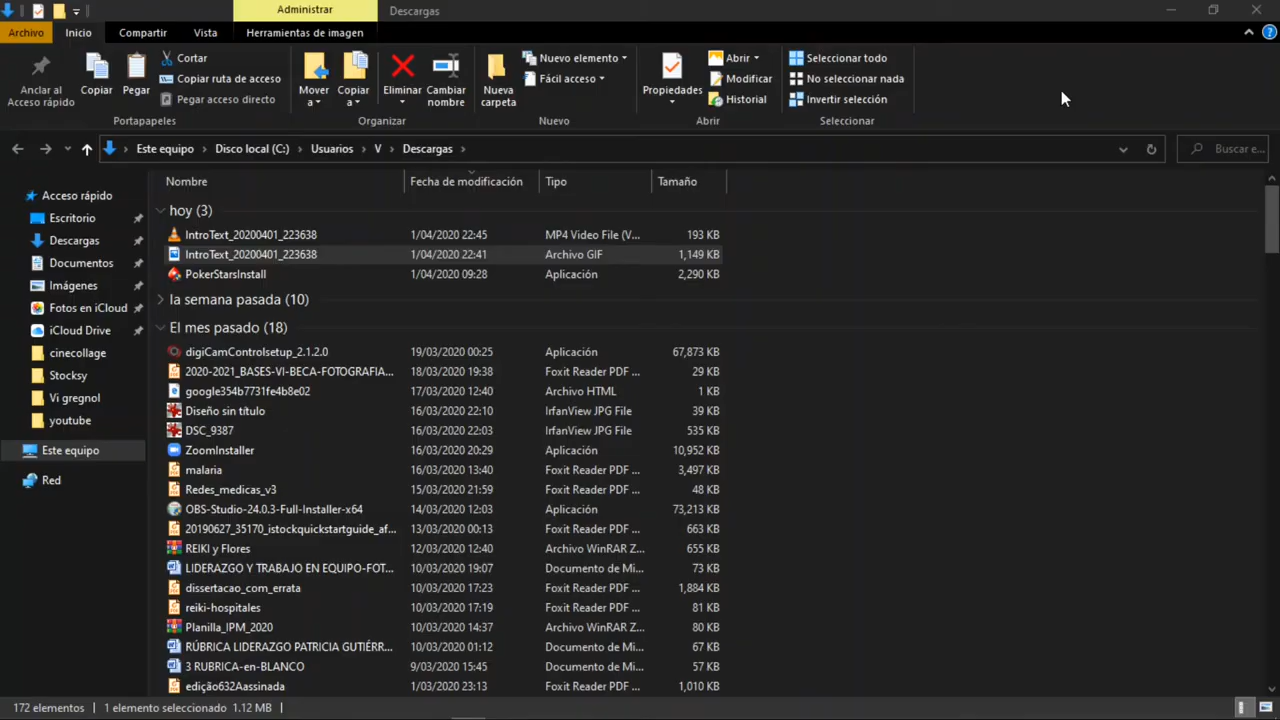 Administrar
Descargas
Archivo
Inicio
Compartir
Vista
Herramientas de imagen
Anclar al Acceso rápido
Copiar
Pegar
Cortar
Copiar ruta de acceso
Pegar acceso directo
Portapapeles
Mover a
Copiar a
Eliminar
Cambiar nombre
Organizar
Nueva carpeta
Nuevo elemento
Fácil acceso
Nuevo
Propiedades
Abrir
Modificar
Historial
Abrir
Seleccionar todo
No seleccionar nada
Invertir selección
Seleccionar
Este equipo > Disco local (C:) > Usuarios > V > Descargas >
Buscar e...
Acceso rápido
Escritorio
Descargas
Documentos
Imágenes
Fotos en iCloud
iCloud Drive
cinecollage
Stocksy
Vi gregnol
youtube
Este equipo
Red
Nombre Fecha de modificación Tipo Tamaño
hoy (3)
IntroText_20200401_223638 1/04/2020 22:45 MP4 Video File (V... 193 KB
IntroText_20200401_223638 1/04/2020 22:41 Archivo GIF 1,149 KB
PokerStarsInstall 1/04/2020 09:28 Aplicación 2,290 KB
la semana pasada (10)
El mes pasado (18)
digiCamControlsetup_2.1.2.0 19/03/2020 00:25 Aplicación 67,873 KB
2020-2021_BASES-VI-BECA-FOTOGRAFIA... 18/03/2020 19:38 Foxit Reader PDF ... 29 KB
google354b7731fe4b8e02 17/03/2020 12:40 Archivo HTML 1 KB
Diseño sin título 16/03/2020 22:10 IrfanView JPG File 39 KB
DSC_9387 16/03/2020 22:03 IrfanView JPG File 535 KB
ZoomInstaller 16/03/2020 20:29 Aplicación 10,952 KB
malaria 16/03/2020 13:40 Foxit Reader PDF ... 3,497 KB
Redes_medicas_v3 15/03/2020 21:59 Foxit Reader PDF ... 48 KB
OBS-Studio-24.0.3-Full-Installer-x64 14/03/2020 12:03 Aplicación 73,213 KB
20190627_35170_istockquickstartguide_af... 13/03/2020 00:13 Foxit Reader PDF ... 663 KB
REIKI y Flores 12/03/2020 12:40 Archivo WinRAR Z... 655 KB
LIDERAZGO Y TRABAJO EN EQUIPO-FOT... 10/03/2020 19:07 Documento de Mi... 73 KB
dissertacao_com_errata 10/03/2020 17:23 Foxit Reader PDF ... 1,884 KB
reiki-hospitales 10/03/2020 17:19 Foxit Reader PDF ... 81 KB
Planilla_IPM_2020 10/03/2020 14:37 Archivo WinRAR Z... 80 KB
RÚBRICA LIDERAZGO PATRICIA GUTIÉRR... 10/03/2020 01:12 Documento de Mi... 67 KB
3 RUBRICA-en-BLANCO 9/03/2020 15:45 Documento de Mi... 57 KB
edição632Aassinada 1/03/2020 23:13 Foxit Reader PDF ... 1,010 KB
172 elementos 1 elemento seleccionado 1.12 MB